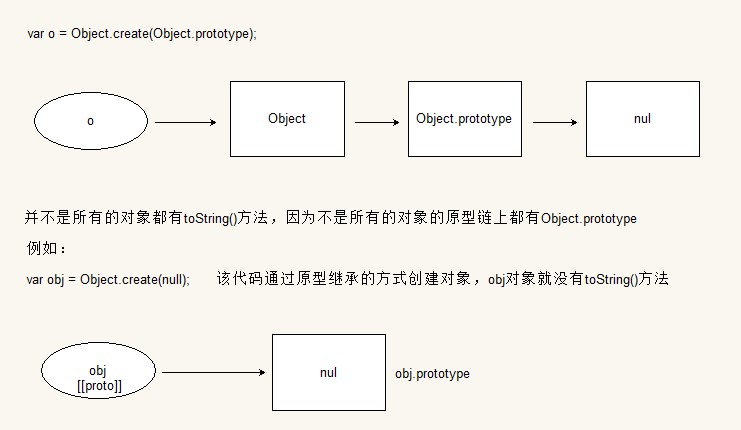 var o = Object.create(Object.prototype);
o
Object
Object.prototype
nul
并不是所有的对象都有toString()方法，因为不是所有的对象的原型链上都有Object.prototype
例如：
var obj = Object.create(null); 该代码通过原型继承的方式创建对象，obj对象就没有toString()方法
obj
[[proto]]
nul
obj.prototype